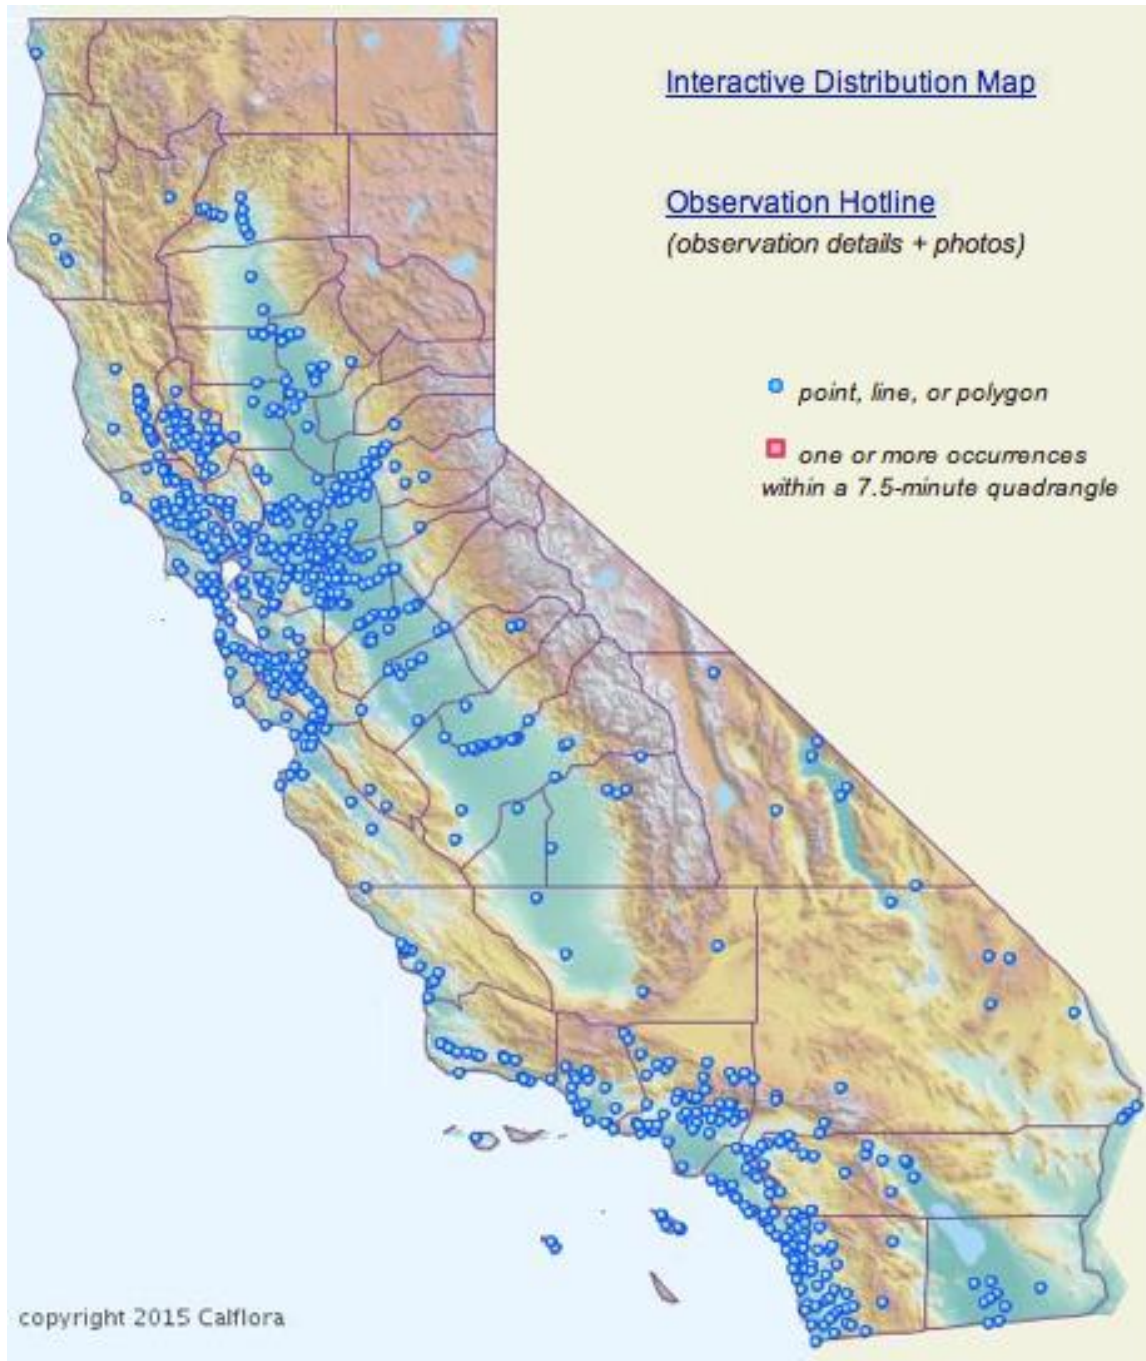 Interactive Distribution Map
Observation Hotline
(observation details + photos)
point, line, or polygon
one or more occurrences
within a 7.5-minute quadrangle
copyright 2015 Calflora